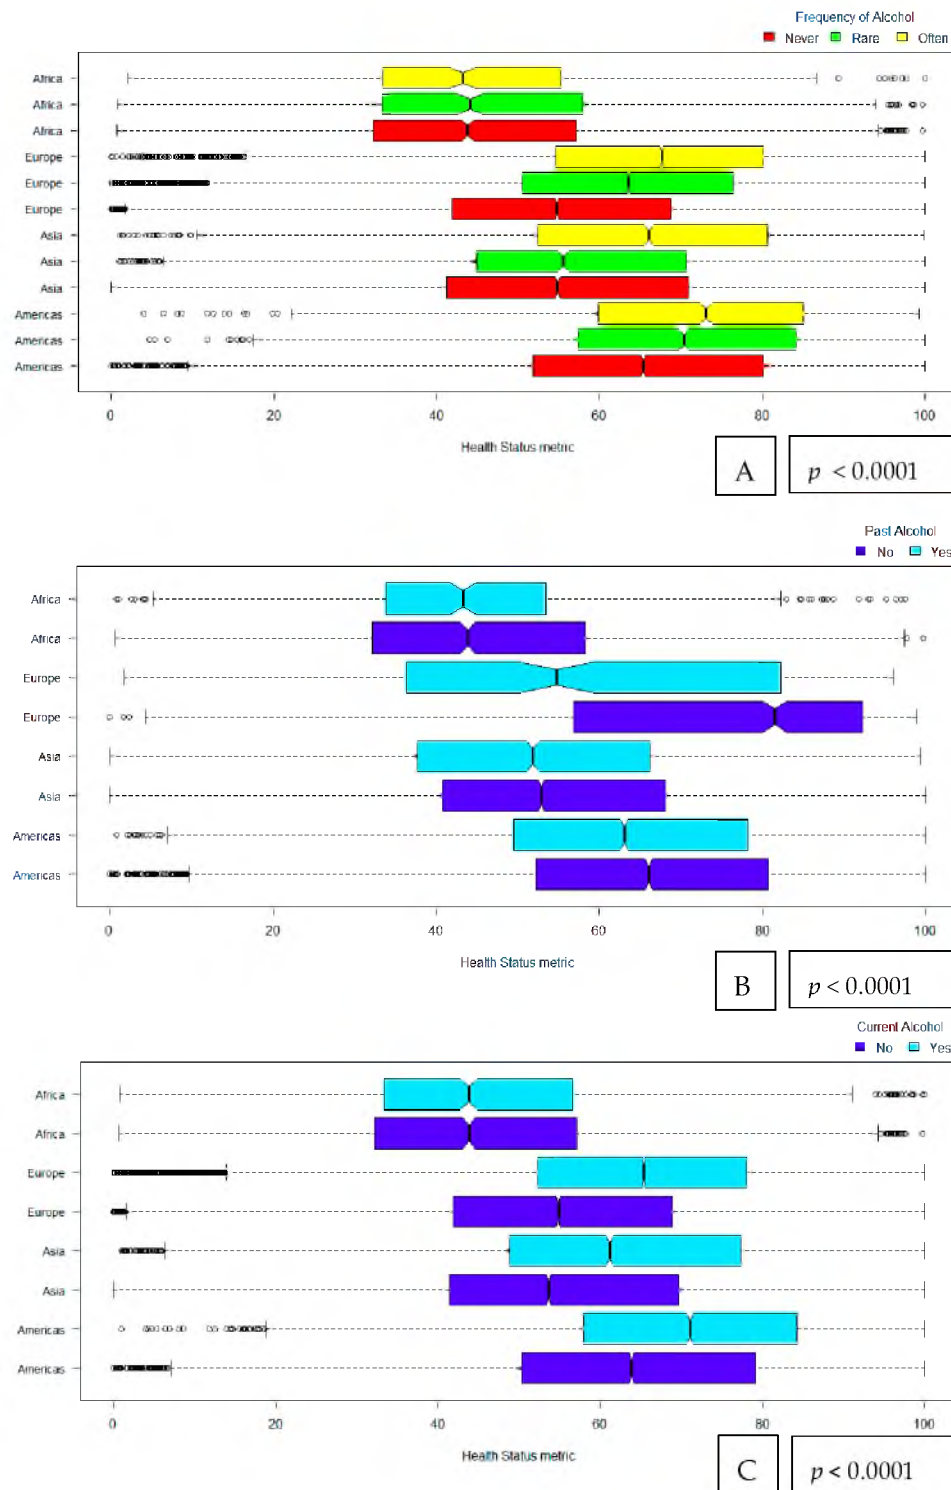 Frequency of Alcohol
Never Rare Often
Africa
Africa
Africa
Europe
Europe
Europe
Asia
Asia
Asia
Americas
Americas
Americas
0 20 40 60 80 100
Health Status metric
A p < 0.0001
Past Alcohol
No Yes
Africa
Africa
Europe
Europe
Asia
Asia
Americas
Americas
0 20 40 60 80 100
Health Status metric
B p < 0.0001
Current Alcohol
No Yes
Africa
Africa
Europe
Europe
Asia
Asia
Americas
Americas
0 20 40 60 80 100
Health Status metric
C p < 0.0001